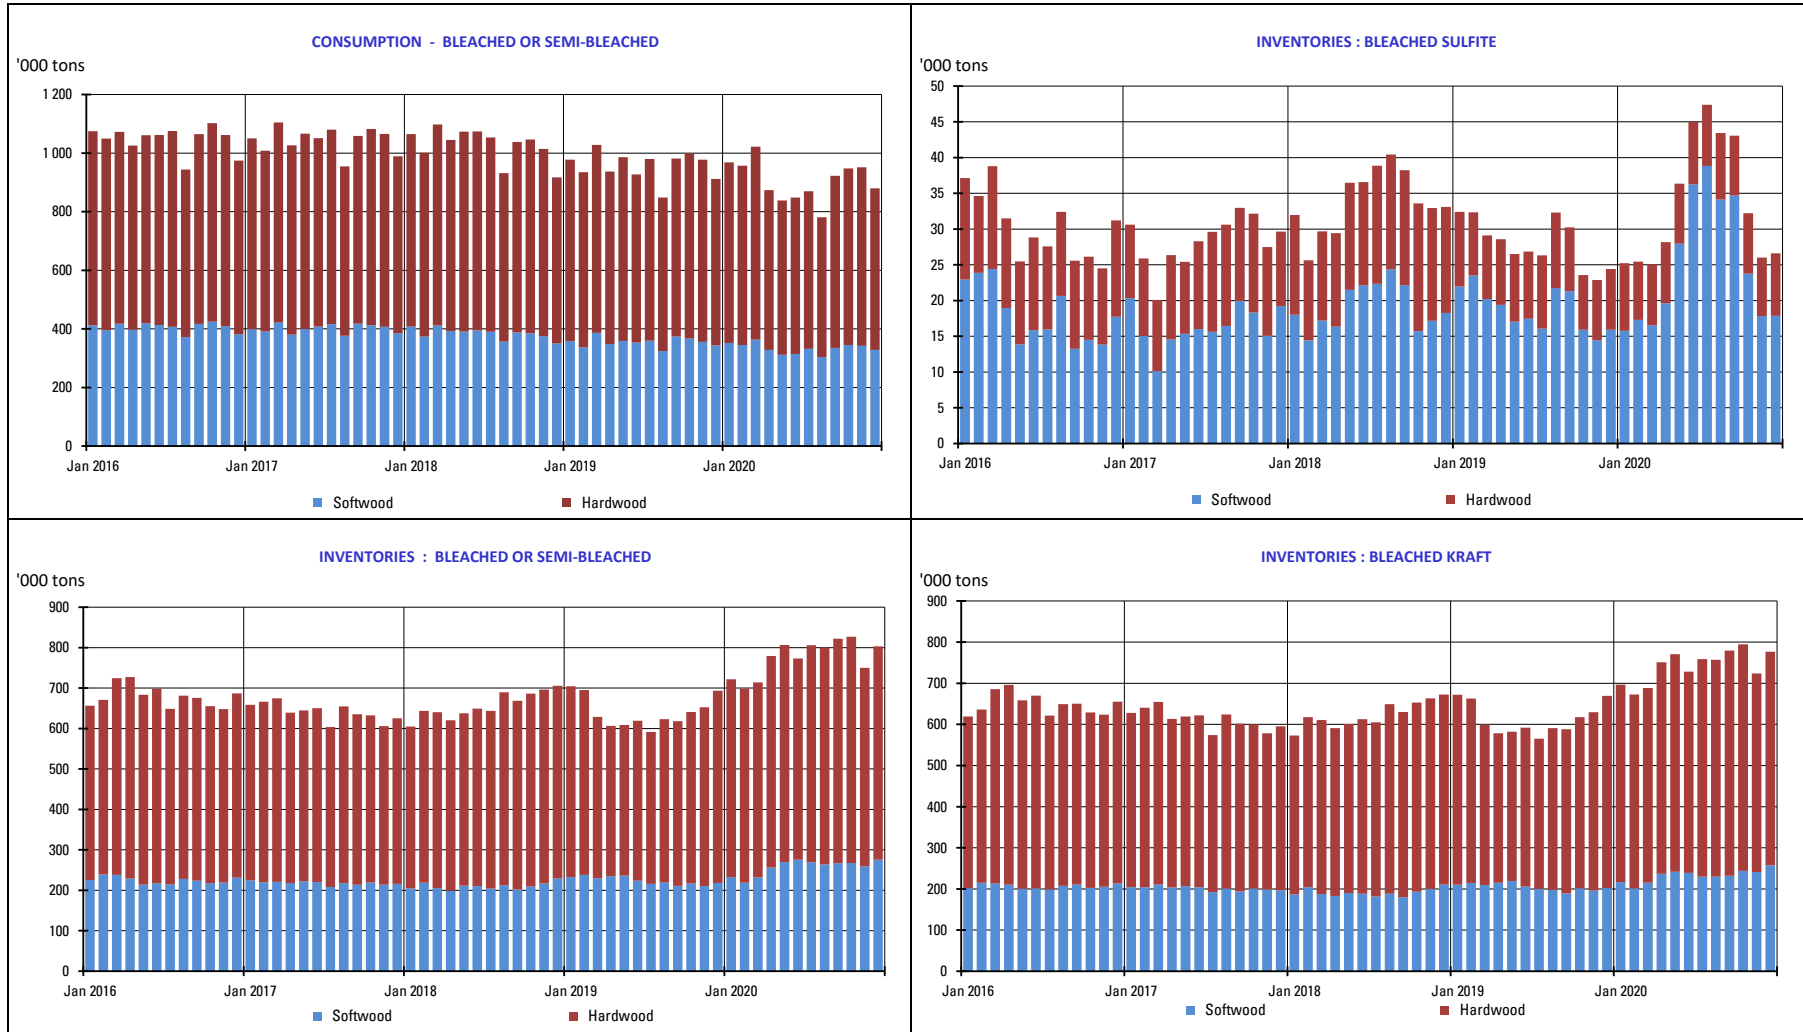 CONSUMPTION - BLEACHED OR SEMI-BLEACHED
'000 tons
1 200
1 000
800
600
400
200
0
Jan 2016 Jan 2017 Jan 2018 Jan 2019 Jan 2020
Softwood Hardwood
INVENTORIES : BLEACHED SULFITE
'000 tons
50
45
40
35
30
25
20
15
10
5
0
Jan 2016 Jan 2017 Jan 2018 Jan 2019 Jan 2020
Softwood Hardwood
INVENTORIES : BLEACHED OR SEMI-BLEACHED
'000 tons
900
800
700
600
500
400
300
200
100
0
Jan 2016 Jan 2017 Jan 2018 Jan 2019 Jan 2020
Softwood Hardwood
INVENTORIES : BLEACHED KRAFT
'000 tons
900
800
700
600
500
400
300
200
100
0
Jan 2016 Jan 2017 Jan 2018 Jan 2019 Jan 2020
Softwood Hardwood